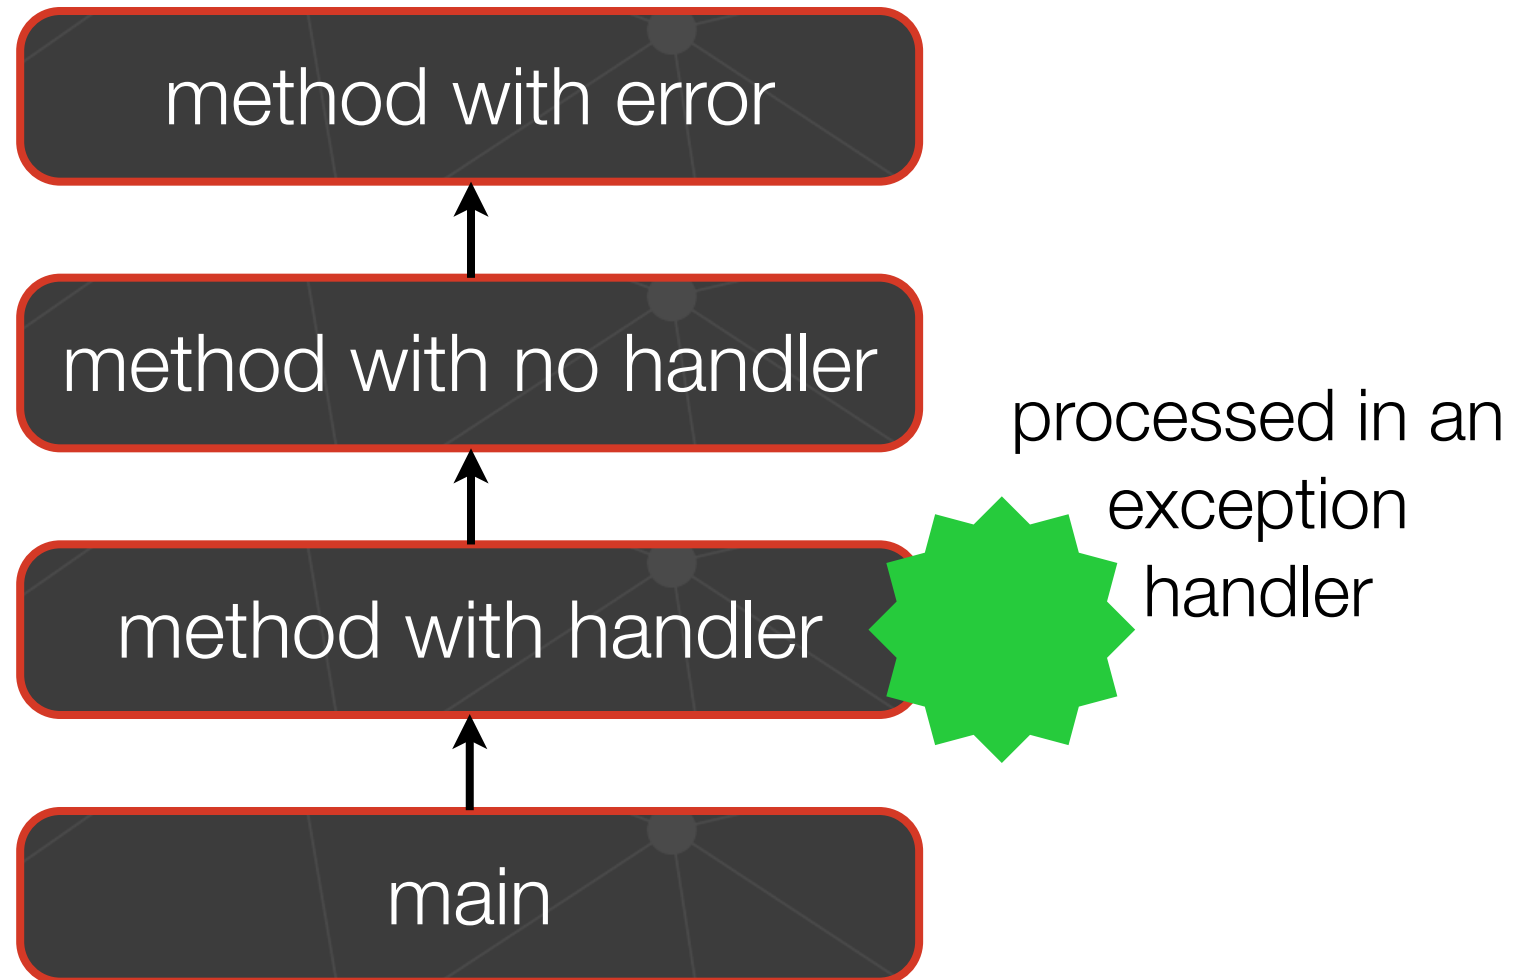 method with error
method with no handler
processed in an
exception
handler
method with handler
main